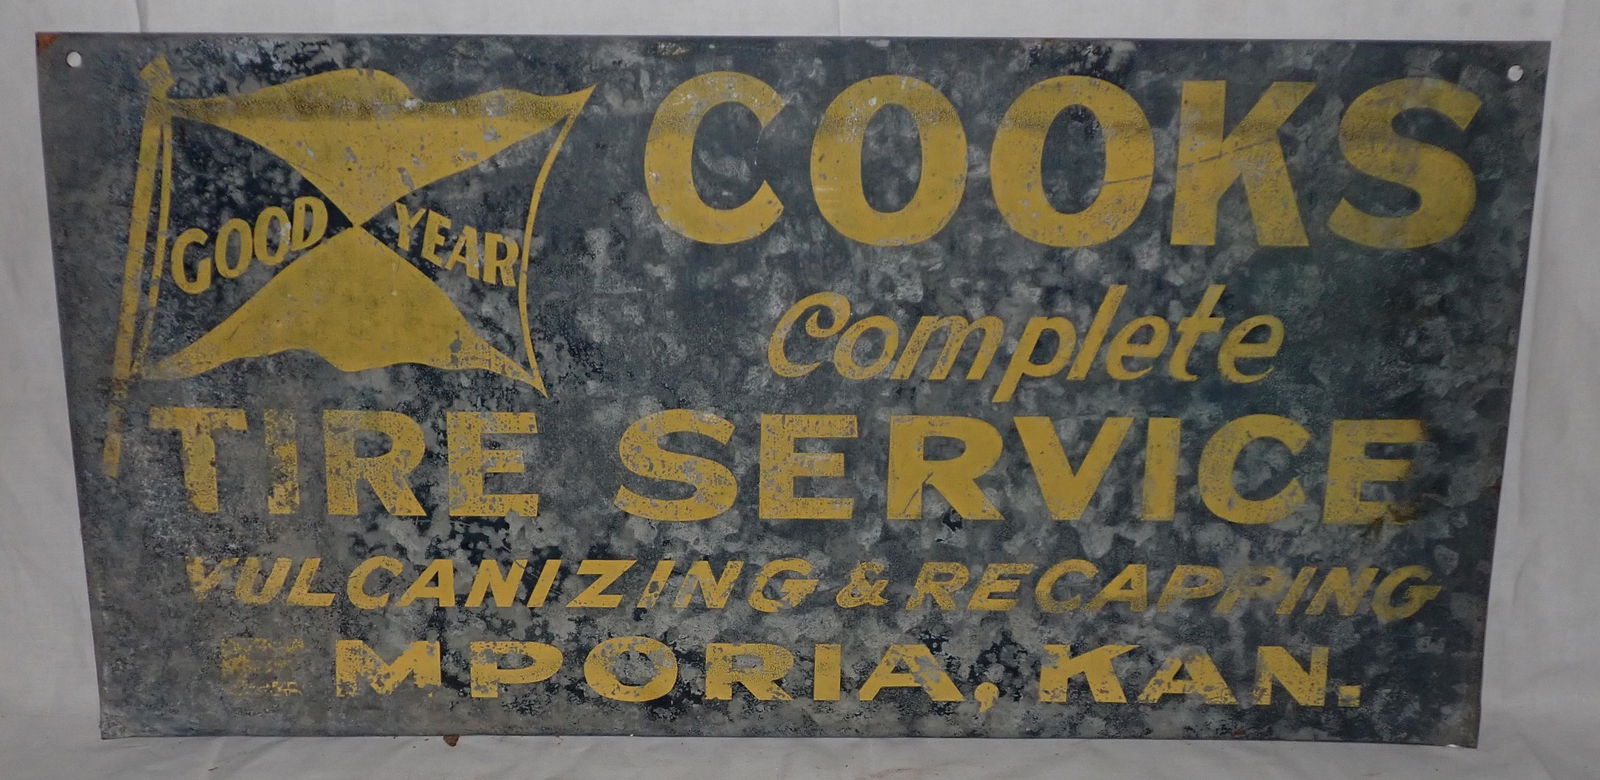 GOOD YEAR
COOKS
Complete
TIRE SERVICE
VULCANIZING & RECAPPING
EMPORIA, KAN.